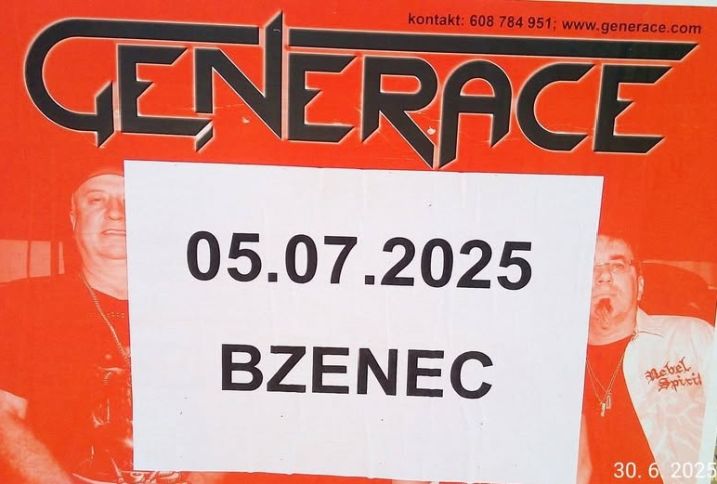 kontakt: 608 784 951; www.generace.com
GENERACE
05.07.2025
BZENEC
Rebel
Spirit
30. 6. 2025